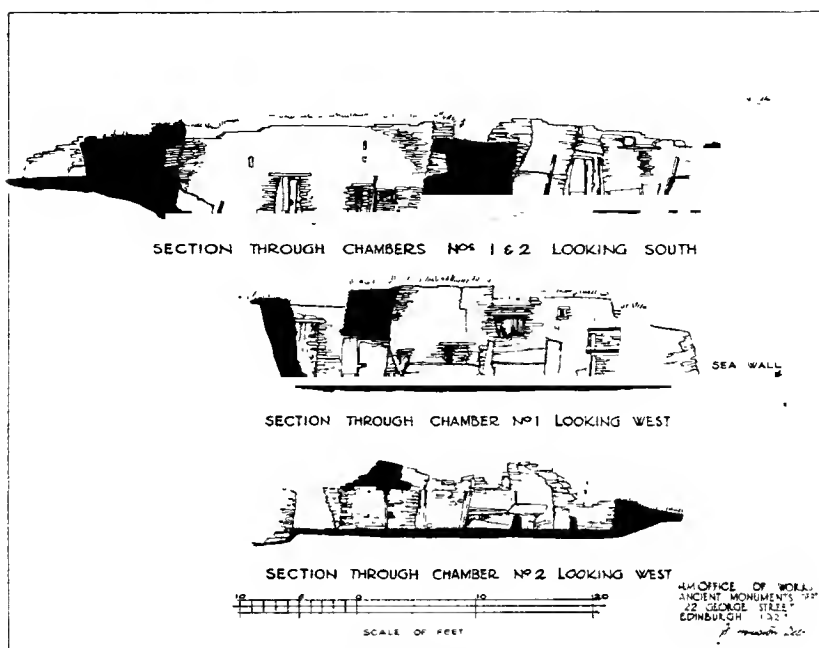 SECTION THROUGH CHAMBERS Nos 1 & 2 LOOKING SOUTH
SEA WALL
SECTION THROUGH CHAMBER No 1 LOOKING WEST
SECTION THROUGH CHAMBER No 2 LOOKING WEST
10 0 10 20
SCALE OF FEET
H.M. OFFICE OF WORKS
ANCIENT MONUMENTS
22 GEORGE STREET
EDINBURGH